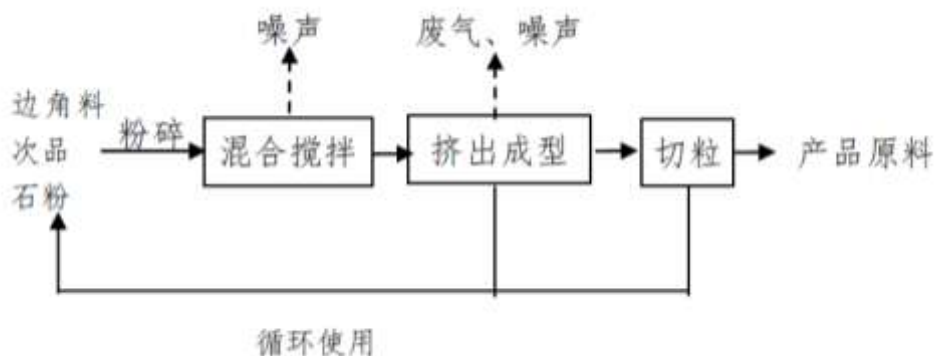 噪声
废气、噪声
边角料
次品
石粉
粉碎
混合搅拌
挤出成型
切粒
产品原料
循环使用